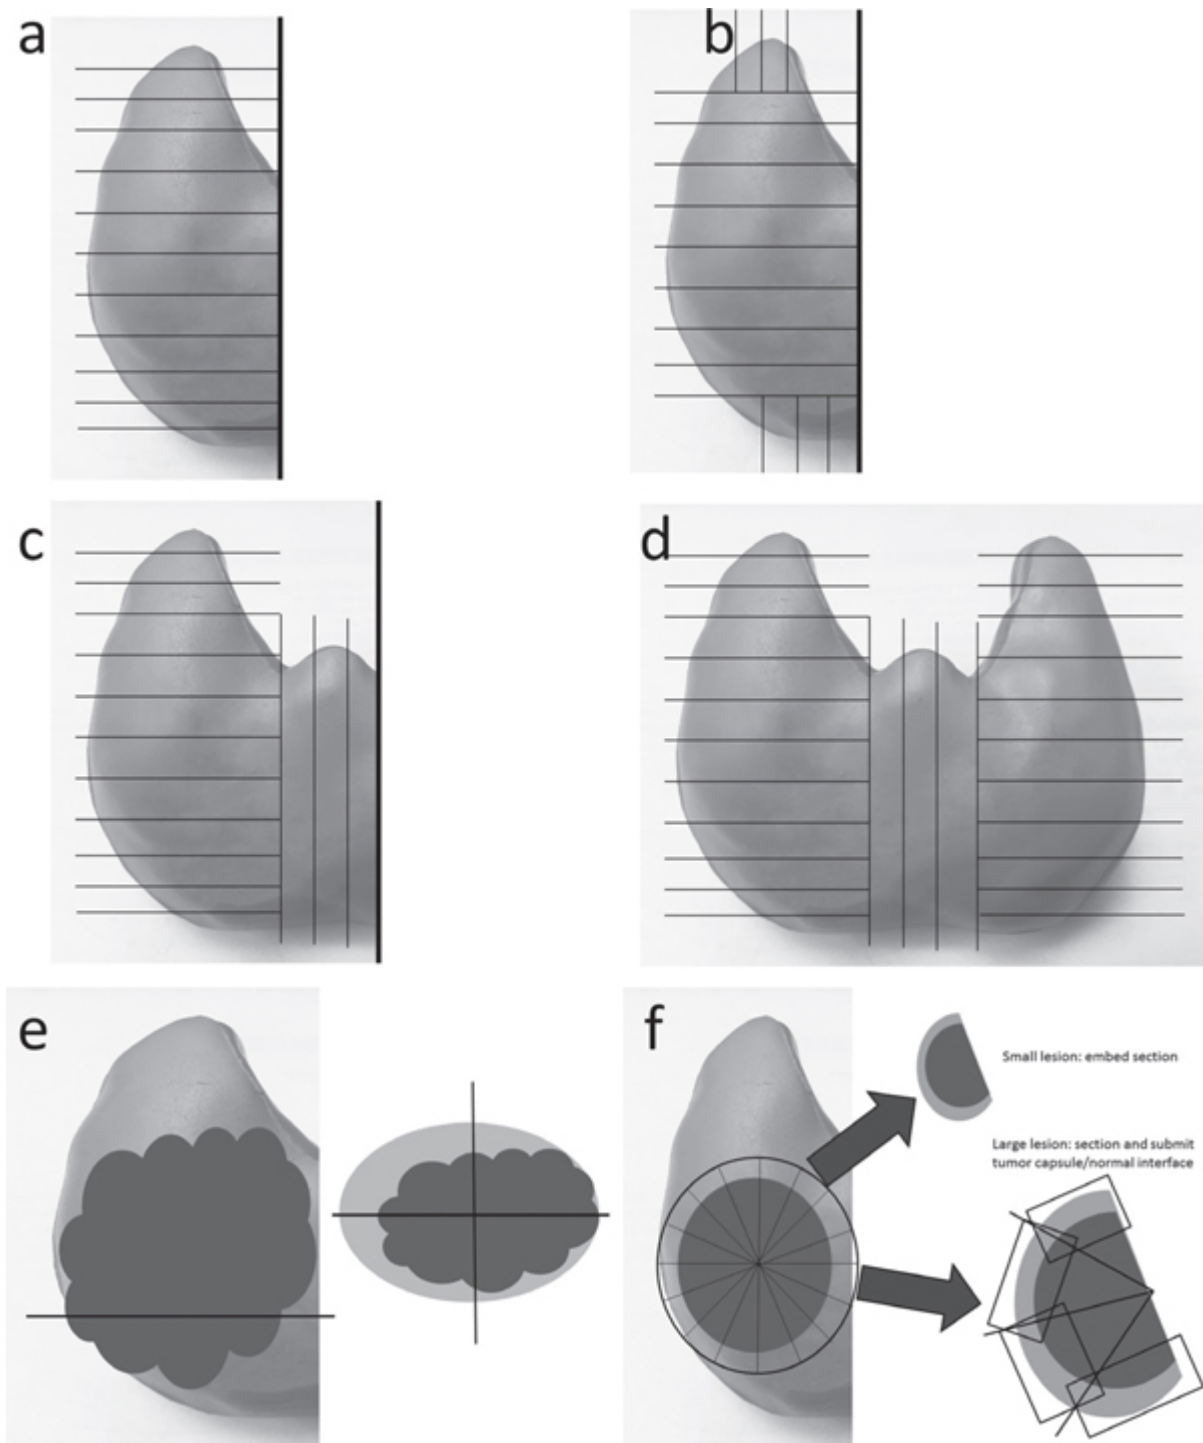 a
b
c
d
e
f
Small lesion: embed section
Large lesion: section and submit
tumor capsule/normal interface